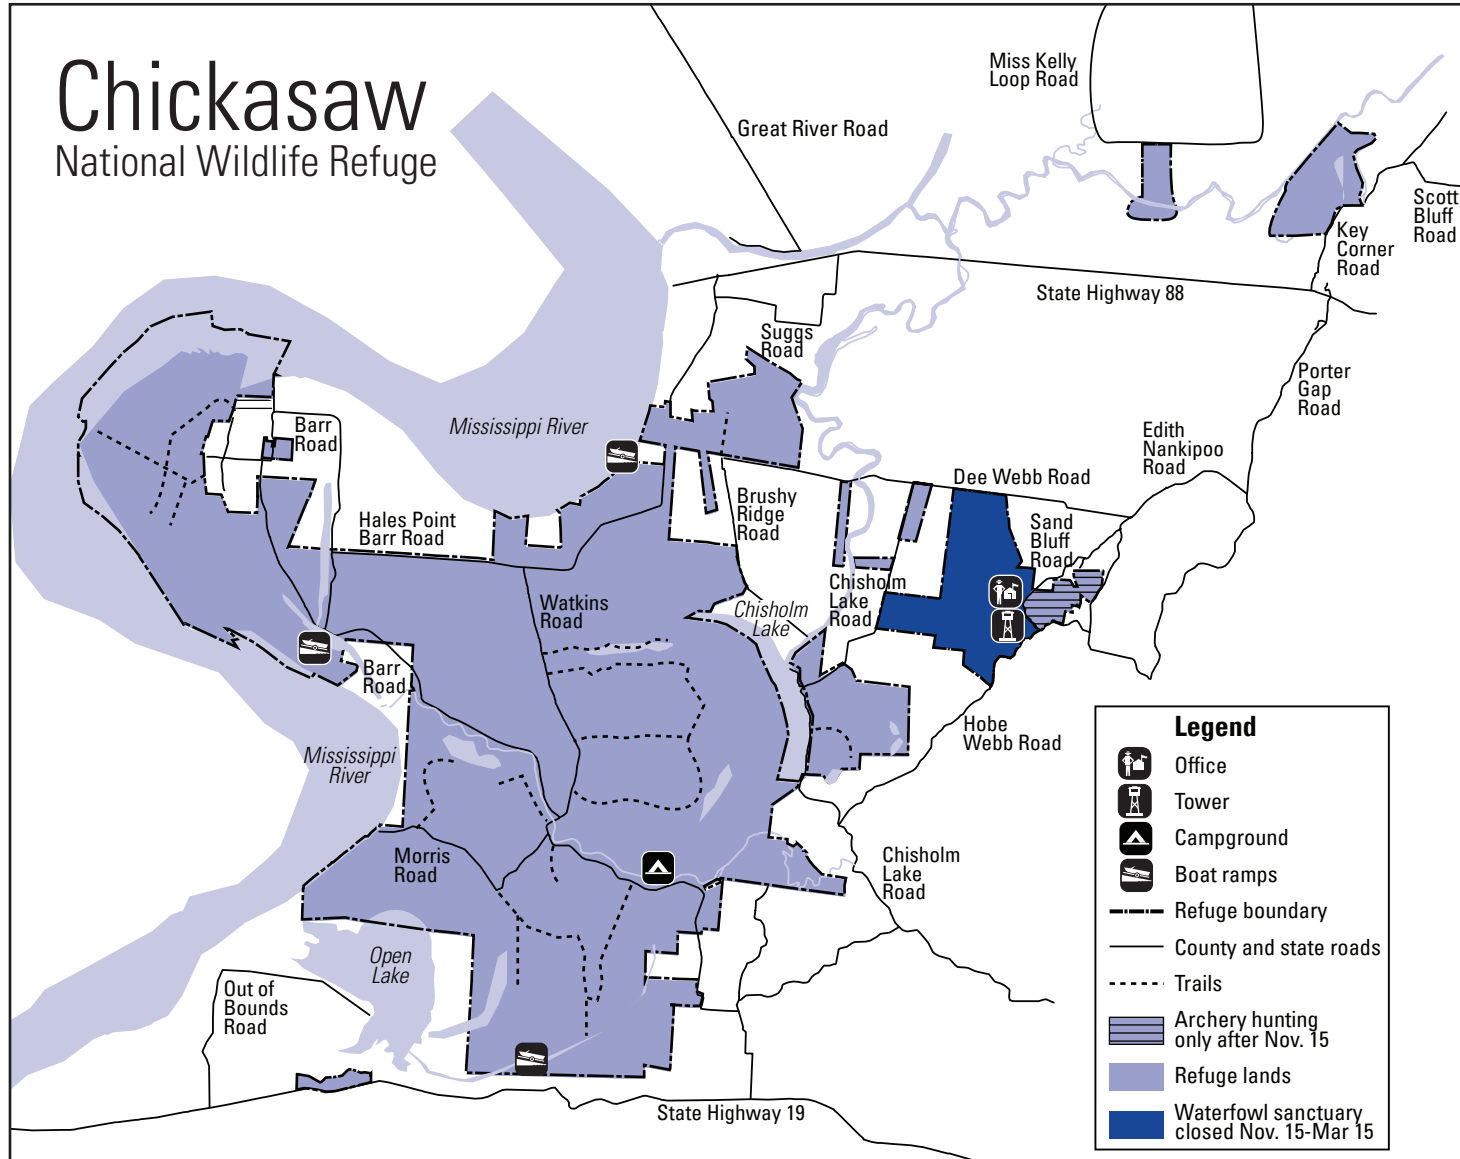 Chickasaw
National Wildlife Refuge
Miss Kelly
Loop Road
Great River Road
Scott
Bluff
Road
Key
Corner
Road
State Highway 88
Suggs
Road
Porter
Gap
Road
Mississippi River
Barr
Road
Edith
Nankipoo
Road
Dee Webb Road
Brushy
Ridge
Road
Sand
Bluff
Road
Hales Point
Barr Road
Watkins
Road
Chisholm
Lake
Chisholm
Lake
Road
Barr
Road
Mississippi
River
Hobe
Webb Road
Morris
Road
Chisholm
Lake
Road
Open
Lake
Out of
Bounds
Road
State Highway 19
Legend
Office
Tower
Campground
Boat ramps
Refuge boundary
County and state roads
Trails
Archery hunting
only after Nov. 15
Refuge lands
Waterfowl sanctuary
closed Nov. 15-Mar 15